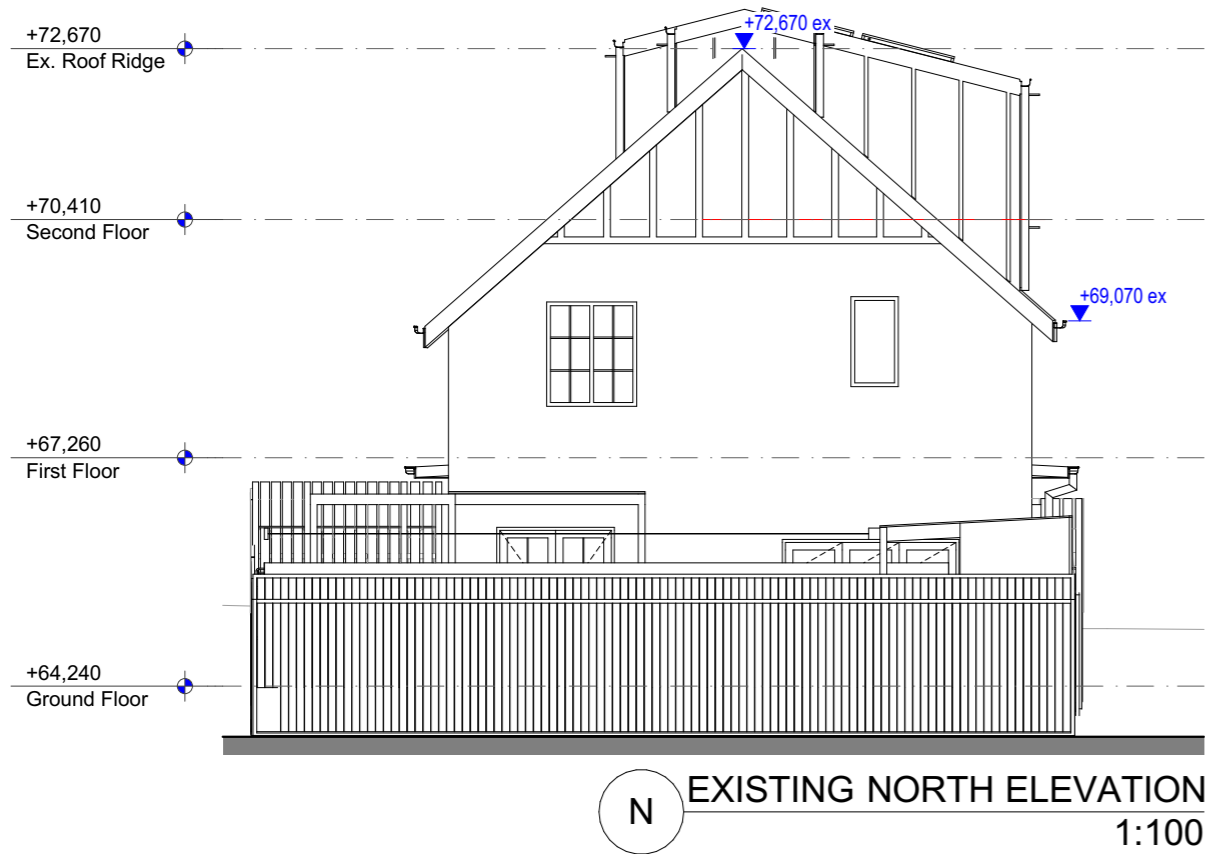 +72,670 ex
+72,670
Ex. Roof Ridge
+70,410
Second Floor
+69,070 ex
+67,260
First Floor
+64,240
Ground Floor
N
EXISTING NORTH ELEVATION
1:100